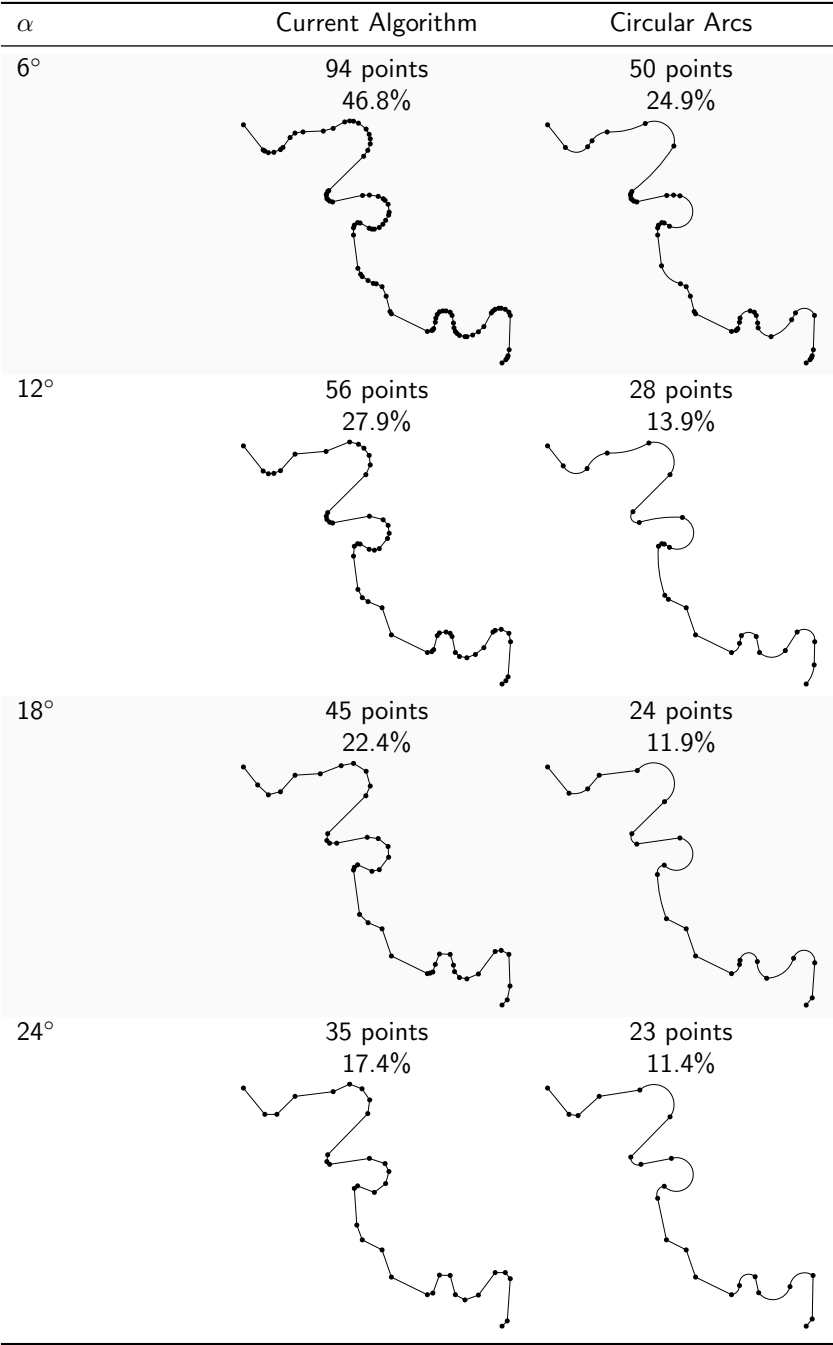 α Current Algorithm Circular Arcs
6° 94 points 50 points
46.8% 24.9%
12° 56 points 28 points
27.9% 13.9%
18° 45 points 24 points
22.4% 11.9%
24° 35 points 23 points
17.4% 11.4%